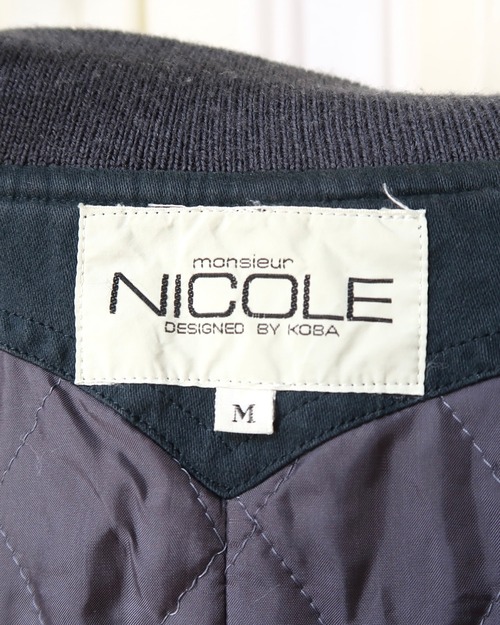 monsieur
NICOLE
DESIGNED BY KOBA
M